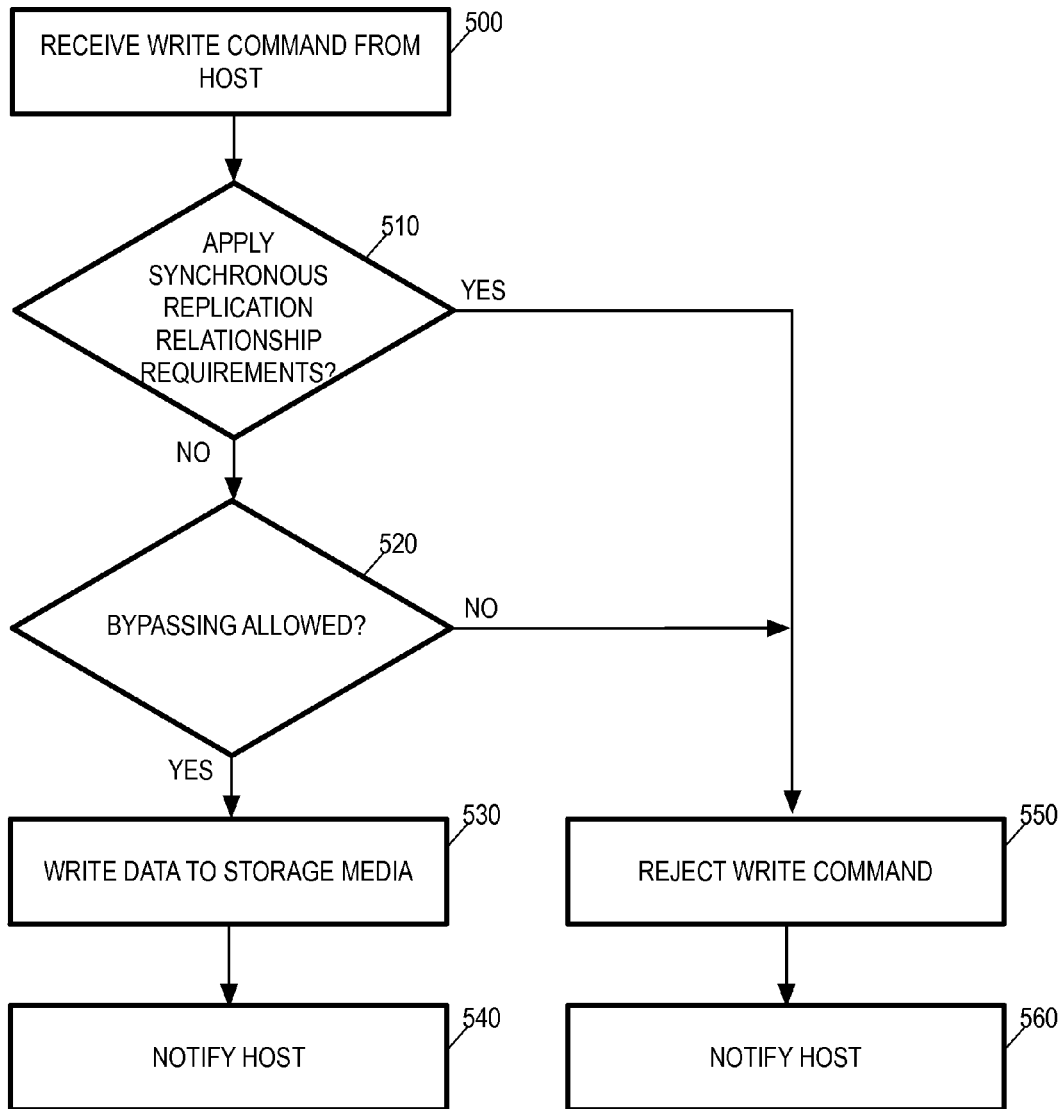 RECEIVE WRITE COMMAND FROM
HOST
500
APPLY
SYNCHRONOUS
REPLICATION
RELATIONSHIP
REQUIREMENTS?
510
YES
NO
BYPASSING ALLOWED?
520
NO
YES
WRITE DATA TO STORAGE MEDIA
530
REJECT WRITE COMMAND
550
NOTIFY HOST
540
NOTIFY HOST
560